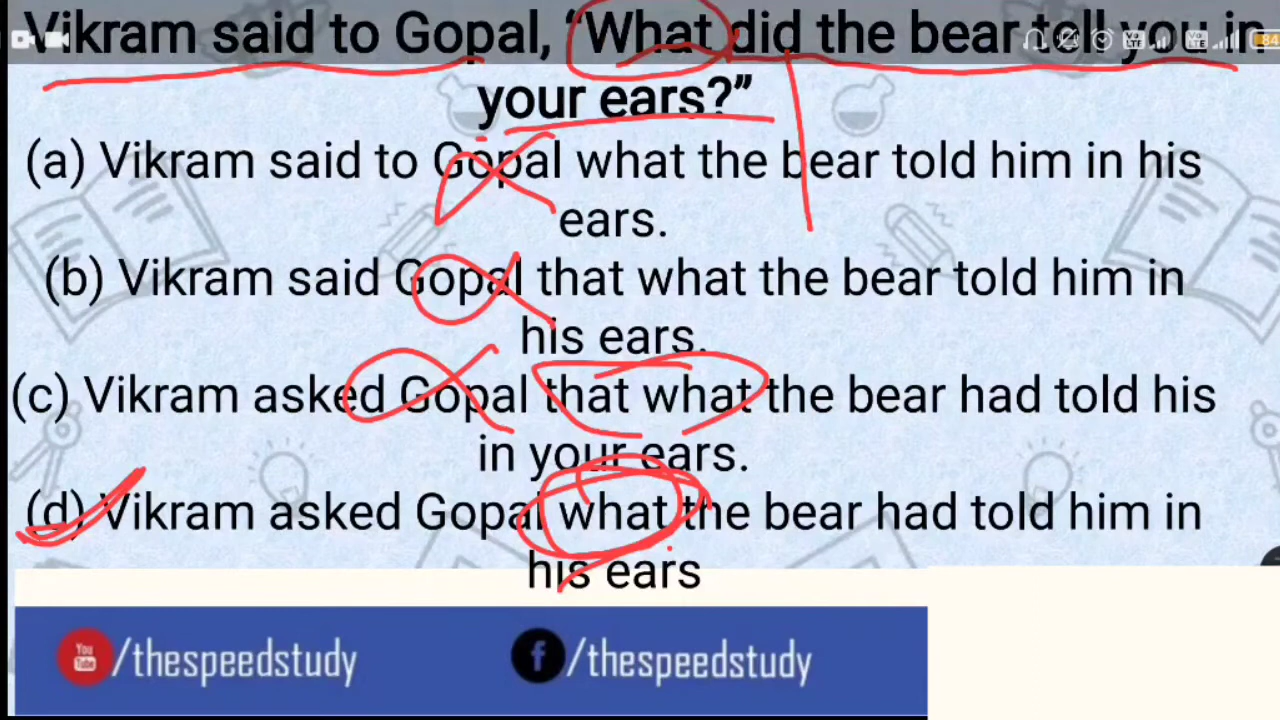 Vikram said to Gopal, “What did the bear tell you in
your ears?”
(a) Vikram said to Gopal what the bear told him in his
ears.
(b) Vikram said Gopal that what the bear told him in
his ears.
(c) Vikram asked Gopal that what the bear had told his
in your ears.
(d) Vikram asked Gopal what the bear had told him in
his ears
/thespeedstudy /thespeedstudy